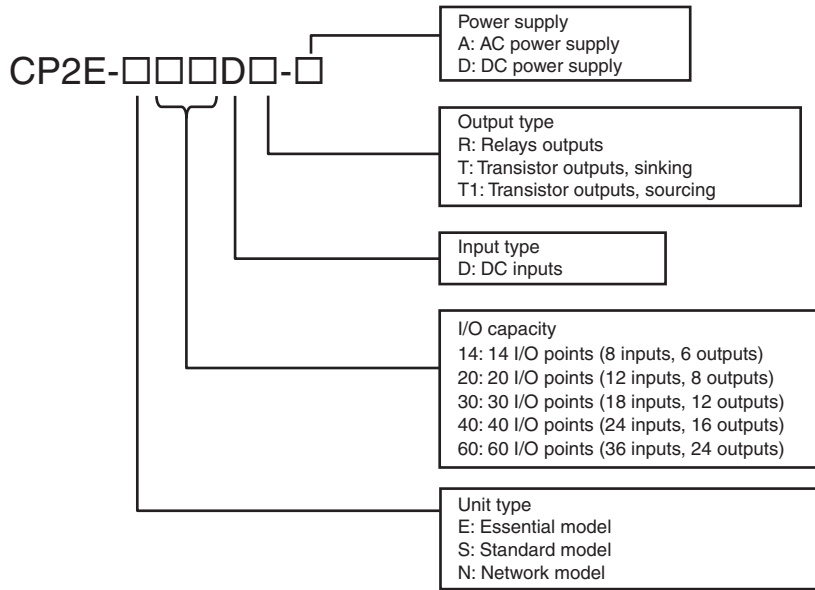 Power supply
A: AC power supply
D: DC power supply
CP2E-□□□D□-□
Output type
R: Relays outputs
T: Transistor outputs, sinking
T1: Transistor outputs, sourcing
Input type
D: DC inputs
I/O capacity
14: 14 I/O points (8 inputs, 6 outputs)
20: 20 I/O points (12 inputs, 8 outputs)
30: 30 I/O points (18 inputs, 12 outputs)
40: 40 I/O points (24 inputs, 16 outputs)
60: 60 I/O points (36 inputs, 24 outputs)
Unit type
E: Essential model
S: Standard model
N: Network model